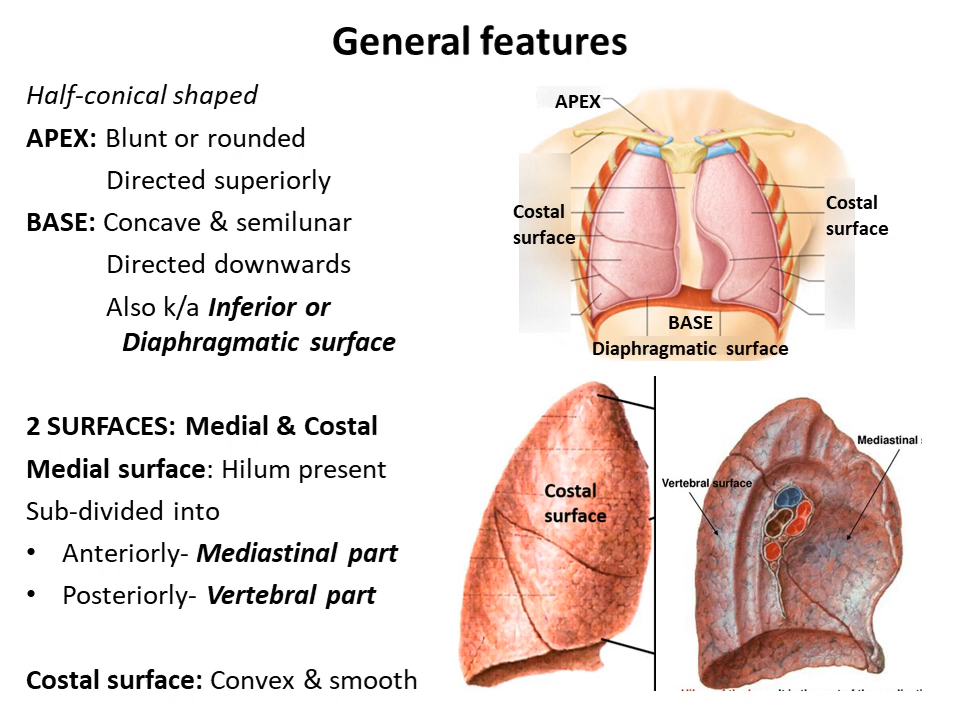 General features
Half-conical shaped
APEX: Blunt or rounded
Directed superiorly
BASE: Concave & semilunar
Directed downwards
Also k/a Inferior or
Diaphragmatic surface
2 SURFACES: Medial & Costal
Medial surface: Hilum present
Sub-divided into
• Anteriorly- Mediastinal part
• Posteriorly- Vertebral part
Costal surface: Convex & smooth
APEX
Costal
surface
Costal
surface
BASE
Diaphragmatic surface
Costal
surface
Vertebral surface
Mediastinal